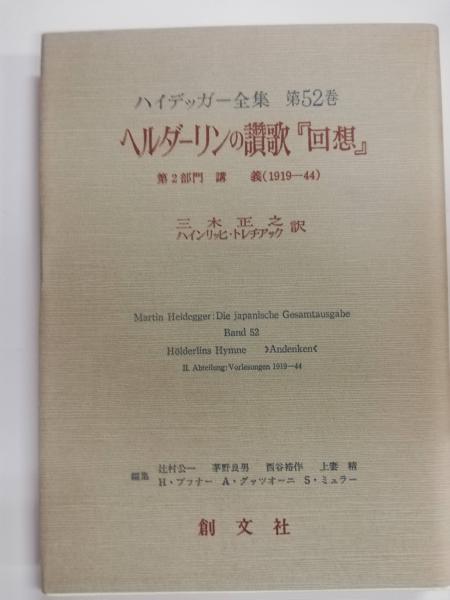 ハイデッガー全集 第52巻
ヘルダーリンの讃歌『回想』
第2部門 講 義(1919―44)
三木正之
ハインリッヒ・トレチアック 訳
Martin Heidegger: Die japanische Gesamtausgabe
Band 52
Hölderlins Hymne 》Andenken《
II. Abteilung: Vorlesungen 1919―44
辻村公一 茅野良男 西谷裕作 上妻 精
編集 H・ブァナー A・グァツオーニ S・ミュラー
創文社